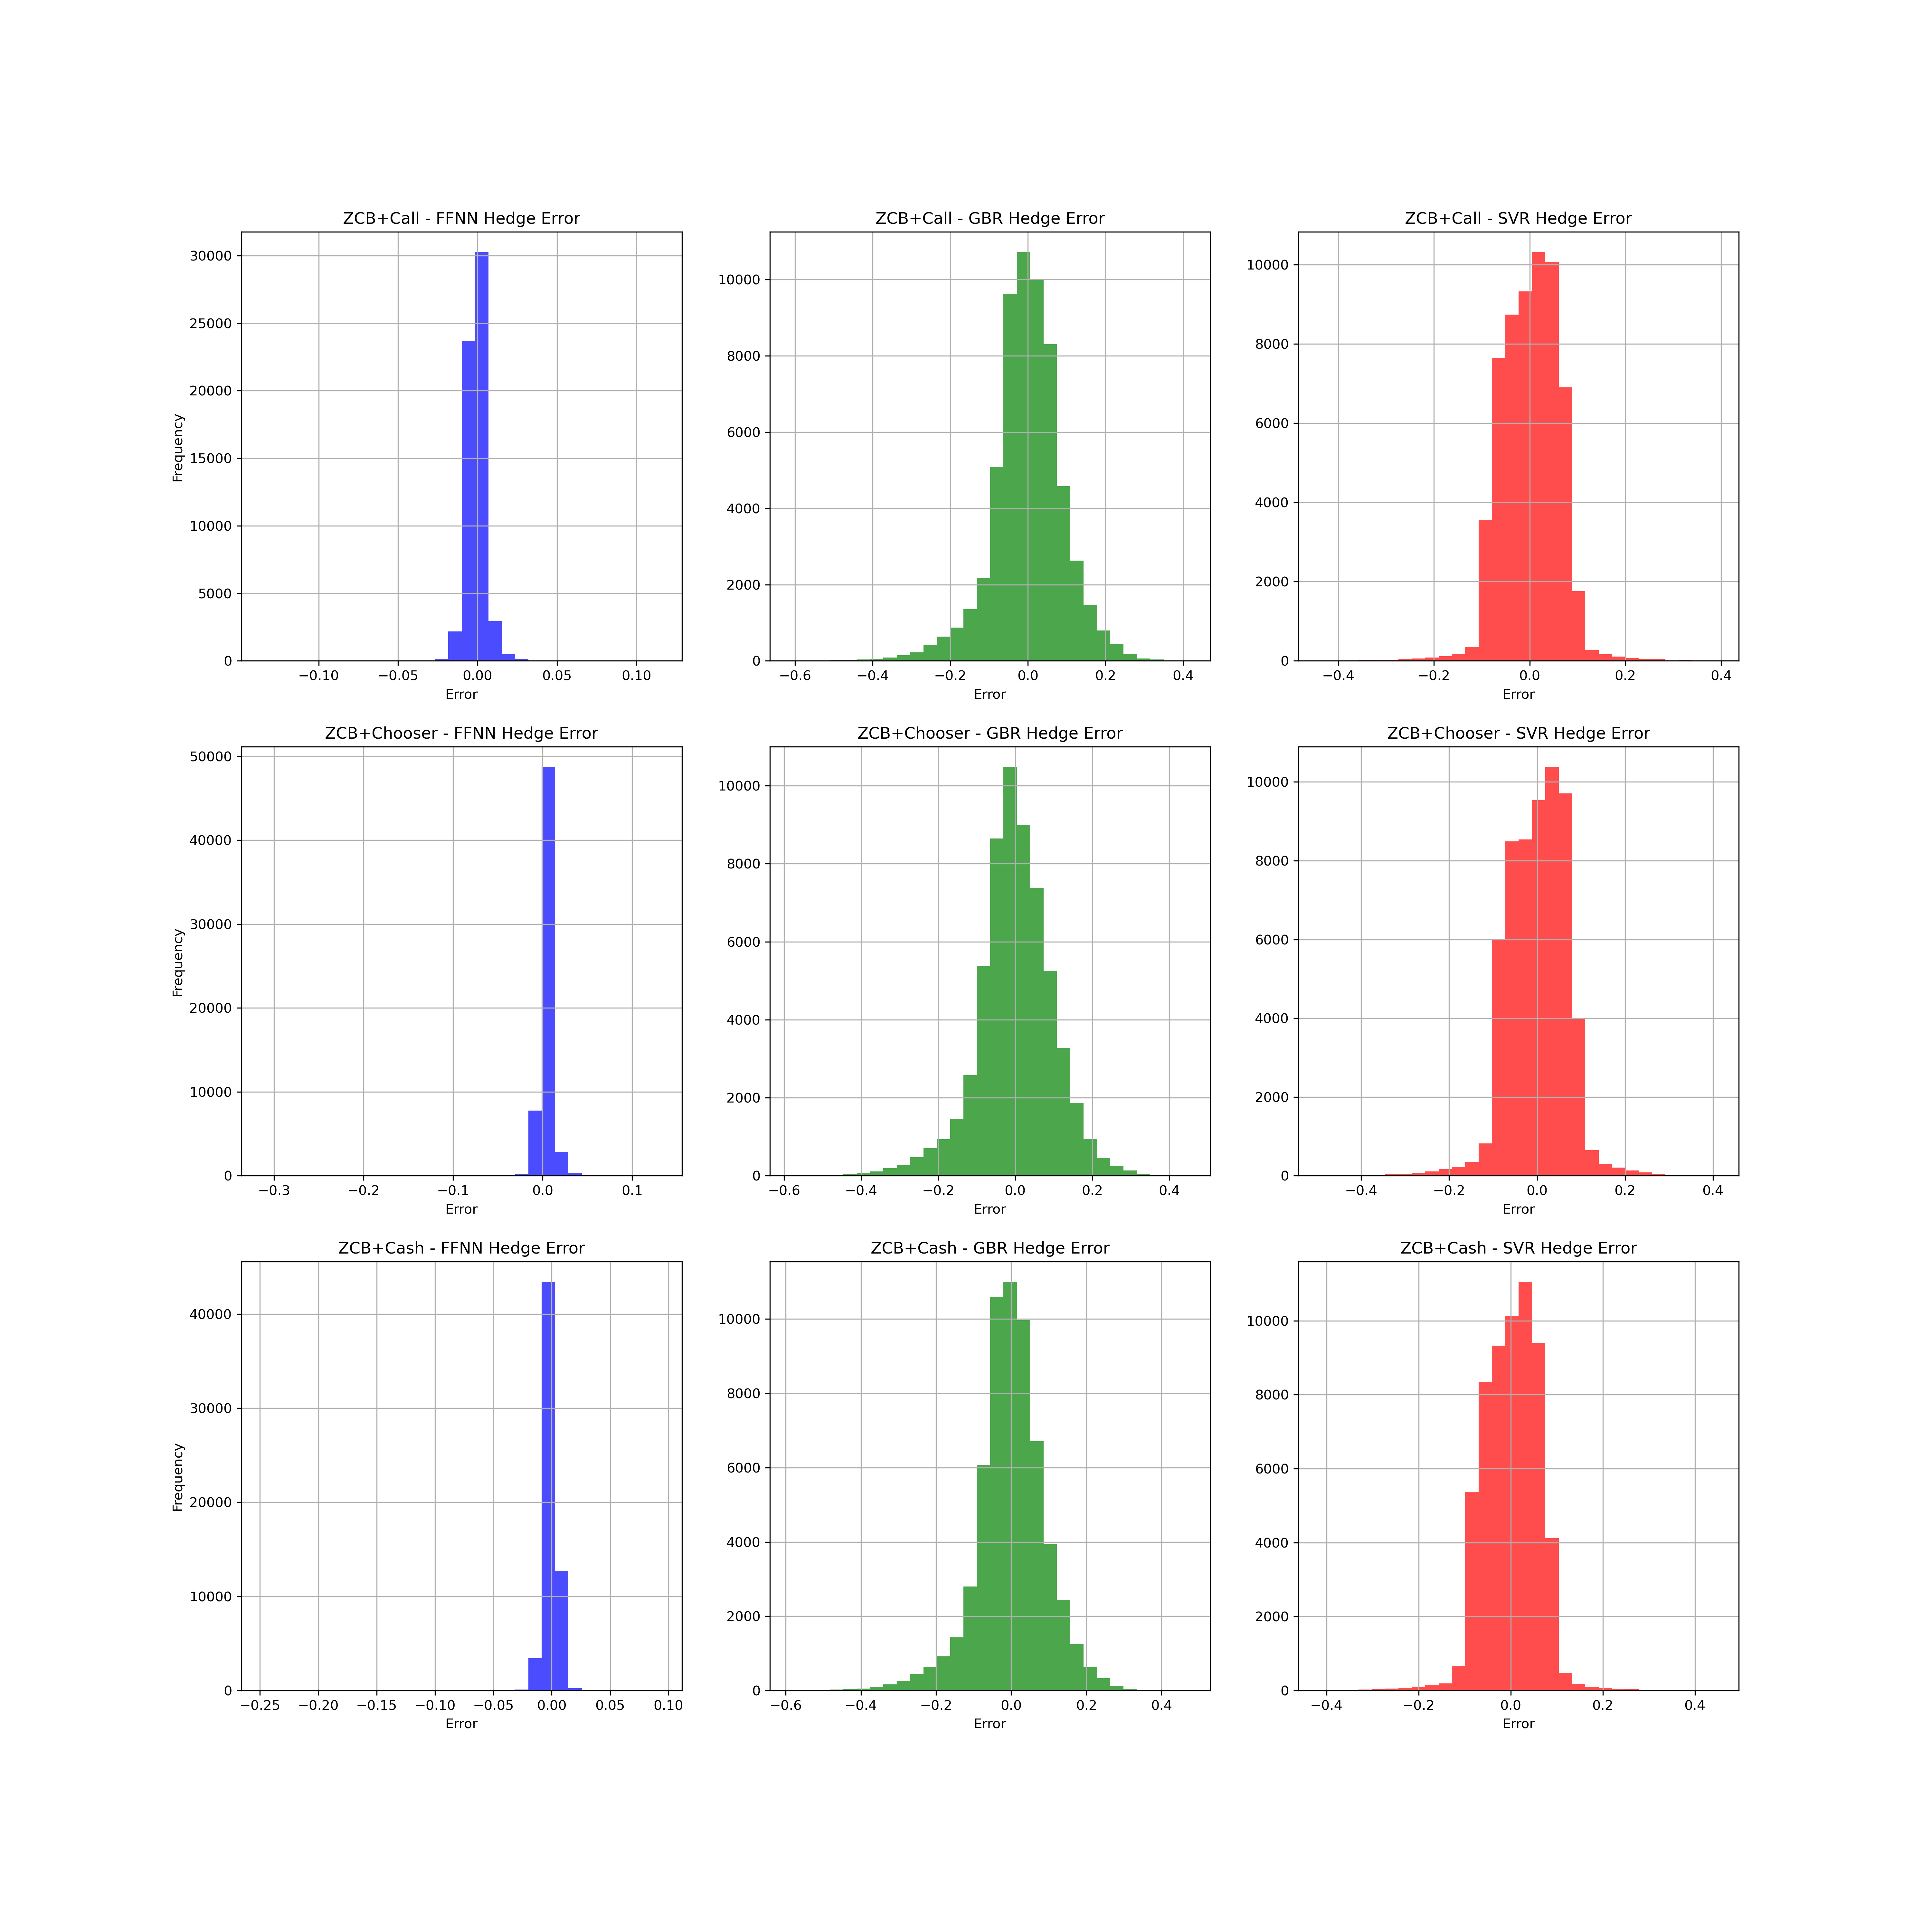 ZCB+Call - FFNN Hedge Error
30000
25000
20000
15000
10000
5000
0
Frequency
−0.10 −0.05 0.00 0.05 0.10
Error
ZCB+Call - GBR Hedge Error
10000
8000
6000
4000
2000
0
−0.6 −0.4 −0.2 0.0 0.2 0.4
Error
ZCB+Call - SVR Hedge Error
10000
8000
6000
4000
2000
0
−0.4 −0.2 0.0 0.2 0.4
Error
ZCB+Chooser - FFNN Hedge Error
50000
40000
30000
20000
10000
0
Frequency
−0.3 −0.2 −0.1 0.0 0.1
Error
ZCB+Chooser - GBR Hedge Error
10000
8000
6000
4000
2000
0
−0.6 −0.4 −0.2 0.0 0.2 0.4
Error
ZCB+Chooser - SVR Hedge Error
10000
8000
6000
4000
2000
0
−0.4 −0.2 0.0 0.2 0.4
Error
ZCB+Cash - FFNN Hedge Error
40000
30000
20000
10000
0
Frequency
−0.25 −0.20 −0.15 −0.10 −0.05 0.00 0.05 0.10
Error
ZCB+Cash - GBR Hedge Error
10000
8000
6000
4000
2000
0
−0.6 −0.4 −0.2 0.0 0.2 0.4
Error
ZCB+Cash - SVR Hedge Error
10000
8000
6000
4000
2000
0
−0.4 −0.2 0.0 0.2 0.4
Error